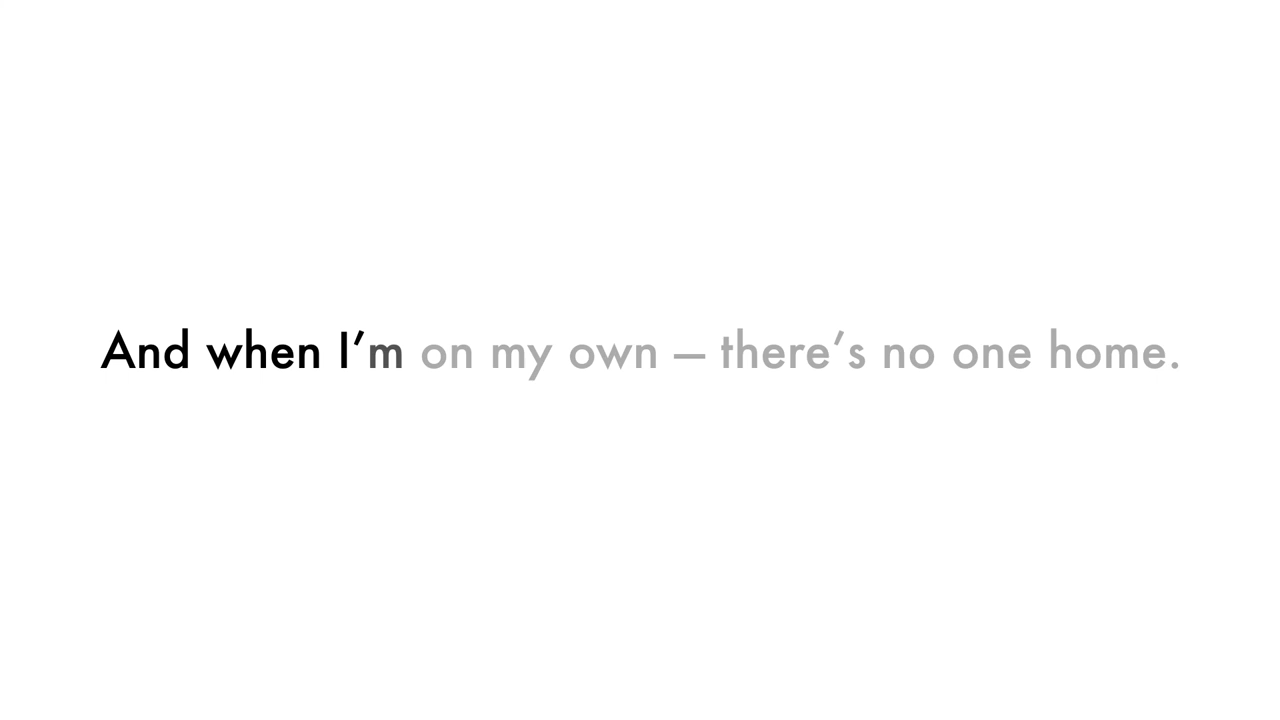 And when I’m on my own – there’s no one home.